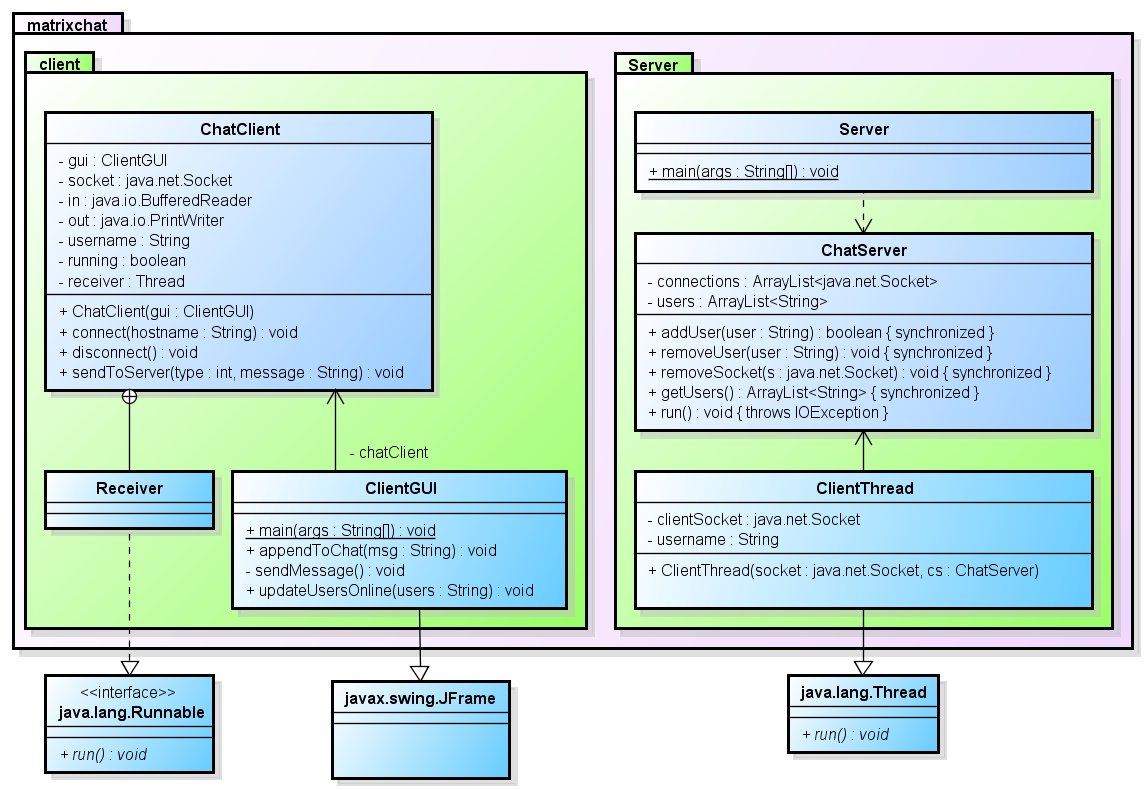 matrixchat
client
ChatClient
- gui : ClientGUI
- socket : java.net.Socket
- in : java.io.BufferedReader
- out : java.io.PrintWriter
- username : String
- running : boolean
- receiver : Thread
+ ChatClient(gui : ClientGUI)
+ connect(hostname : String) : void
+ disconnect() : void
+ sendToServer(type : int, message : String) : void
- chatClient
Receiver
ClientGUI
+ main(args : String[]) : void
+ appendToChat(msg : String) : void
- sendMessage() : void
+ updateUsersOnline(users : String) : void
Server
Server
+ main(args : String[]) : void
ChatServer
- connections : ArrayList<java.net.Socket>
- users : ArrayList<String>
+ addUser(user : String) : boolean { synchronized }
+ removeUser(user : String) : void { synchronized }
+ removeSocket(s : java.net.Socket) : void { synchronized }
+ getUsers() : ArrayList<String> { synchronized }
+ run() : void { throws IOException }
ClientThread
- clientSocket : java.net.Socket
- username : String
+ ClientThread(socket : java.net.Socket, cs : ChatServer)
<<interface>>
java.lang.Runnable
+ run() : void
javax.swing.JFrame
java.lang.Thread
+ run() : void